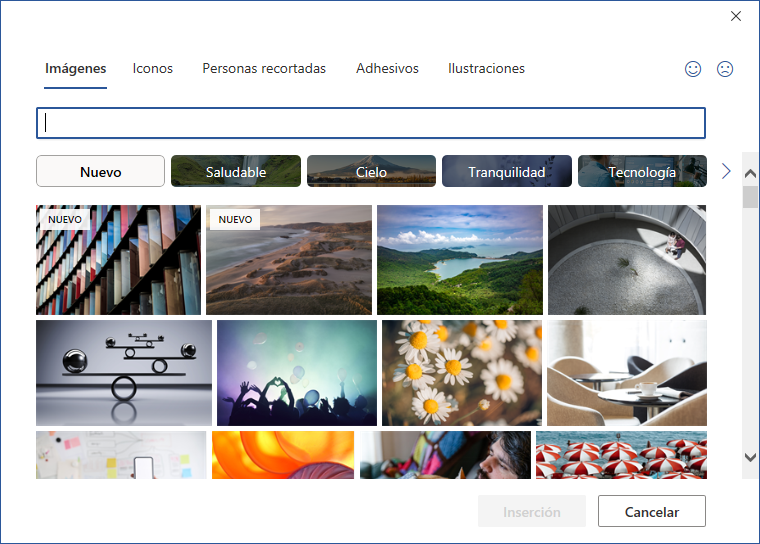 Imágenes Iconos Personas recortadas Adhesivos Ilustraciones
Nuevo Saludable Cielo Tranquilidad Tecnología
NUEVO NUEVO
Inserción Cancelar